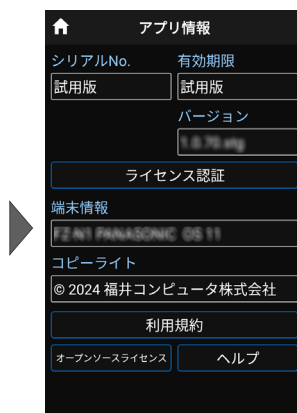 アプリ情報
シリアルNo. 有効期限
試用版 試用版
バージョン
ライセンス認証
端末情報
コピーライト
© 2024 福井コンピュータ株式会社
利用規約
オープンソースライセンス ヘルプ